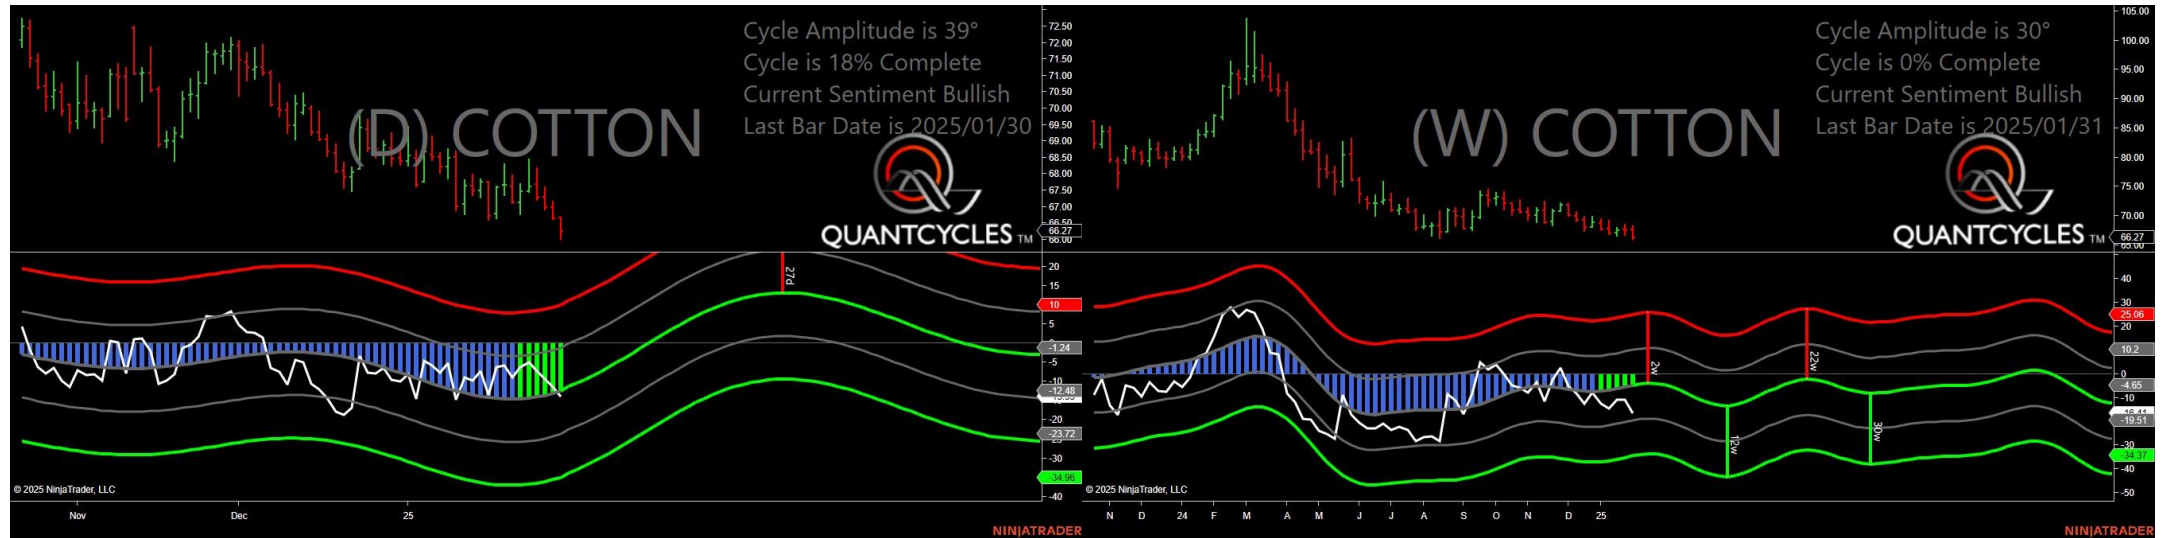 Cycle Amplitude is 39°
Cycle is 18% Complete
Current Sentiment Bullish
Last Bar Date is 2025/01/30
(D) COTTON
QUANTCYCLES TM
72.50
72.00
71.50
71.00
70.50
70.00
69.50
69.00
68.50
68.00
67.50
67.00
66.50
66.27
66.00
27d
20
15
10
5
-1.24
-5
-10
-12.48
-20
-23.72
-30
-34.96
-40
© 2025 NinjaTrader, LLC
Nov Dec 25
NINJATRADER
Cycle Amplitude is 30°
Cycle is 0% Complete
Current Sentiment Bullish
Last Bar Date is 2025/01/31
(W) COTTON
QUANTCYCLES TM
105.00
100.00
95.00
90.00
85.00
80.00
75.00
70.00
66.27
65.00
2w
22w
12w
30w
40
30
25.06
20
10.2
0
-4.65
-10
-19.51
-30
-34.37
-40
-50
© 2025 NinjaTrader, LLC
N D 24 F M A M J J A S O N D 25
NINJATRADER